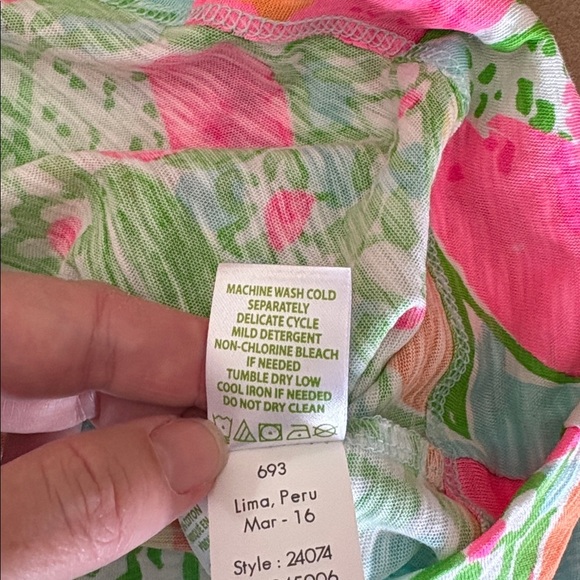 MACHINE WASH COLD
SEPARATELY
DELICATE CYCLE
MILD DETERGENT
NON-CHLORINE BLEACH
IF NEEDED
TUMBLE DRY LOW
COOL IRON IF NEEDED
DO NOT DRY CLEAN
693
Lima, Peru
Mar - 16
Style : 24074